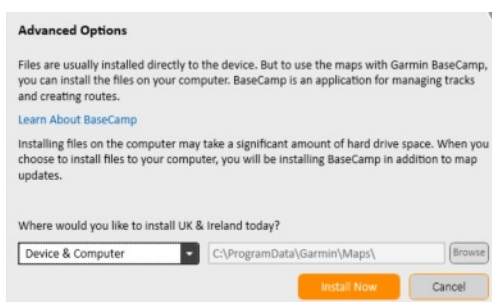 Advanced Options
Files are usually installed directly to the device. But to use the maps with Garmin BaseCamp,
you can install the files on your computer. BaseCamp is an application for managing tracks
and creating routes.
Learn About BaseCamp
Installing files on the computer may take a significant amount of hard drive space. When you
choose to install files to your computer, you will be installing BaseCamp in addition to map
updates.
Where would you like to install UK & Ireland today?
Device & Computer C:\ProgramData\Garmin\Maps\ Browse
Install Now Cancel